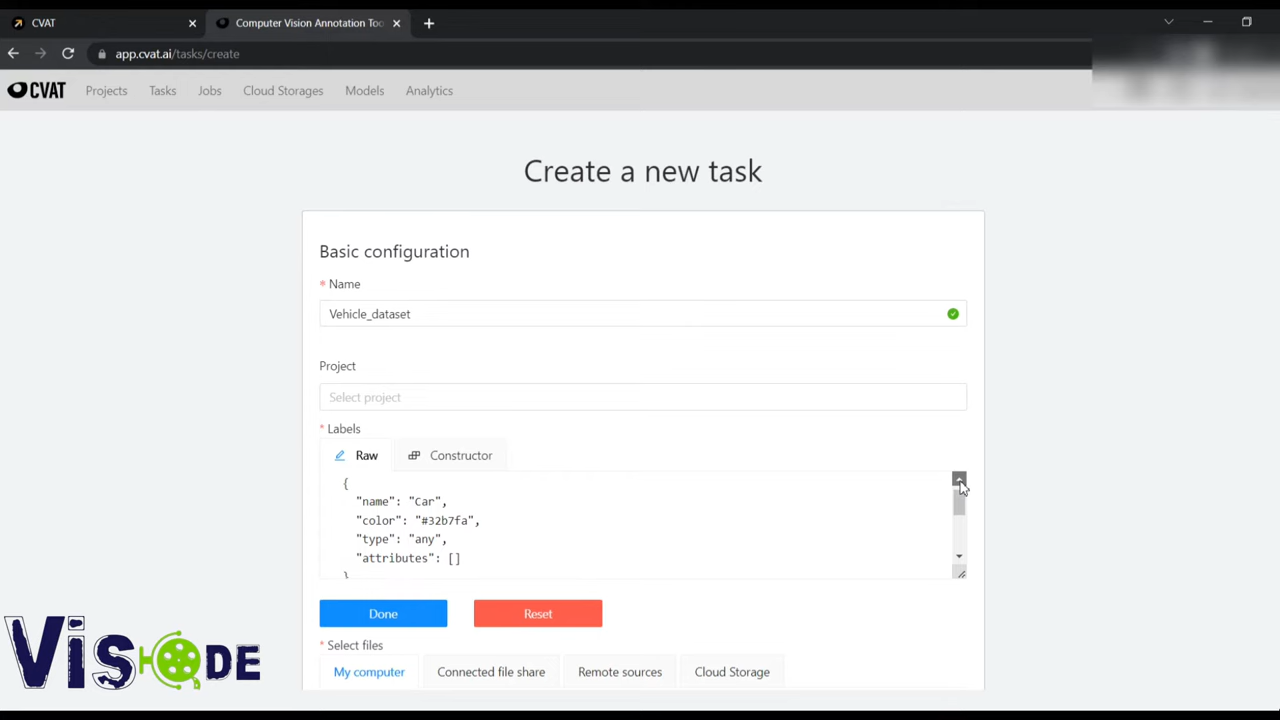 CVAT
Computer Vision Annotation Too
app.cvat.ai/tasks/create
CVAT
Projects
Tasks
Jobs
Cloud Storages
Models
Analytics
Create a new task
Basic configuration
* Name
Vehicle_dataset
Project
Select project
* Labels
Raw
Constructor
{
"name": "Car",
"color": "#32b7fa",
"type": "any",
"attributes": []
}
Done
Reset
* Select files
My computer
Connected file share
Remote sources
Cloud Storage
VisODE